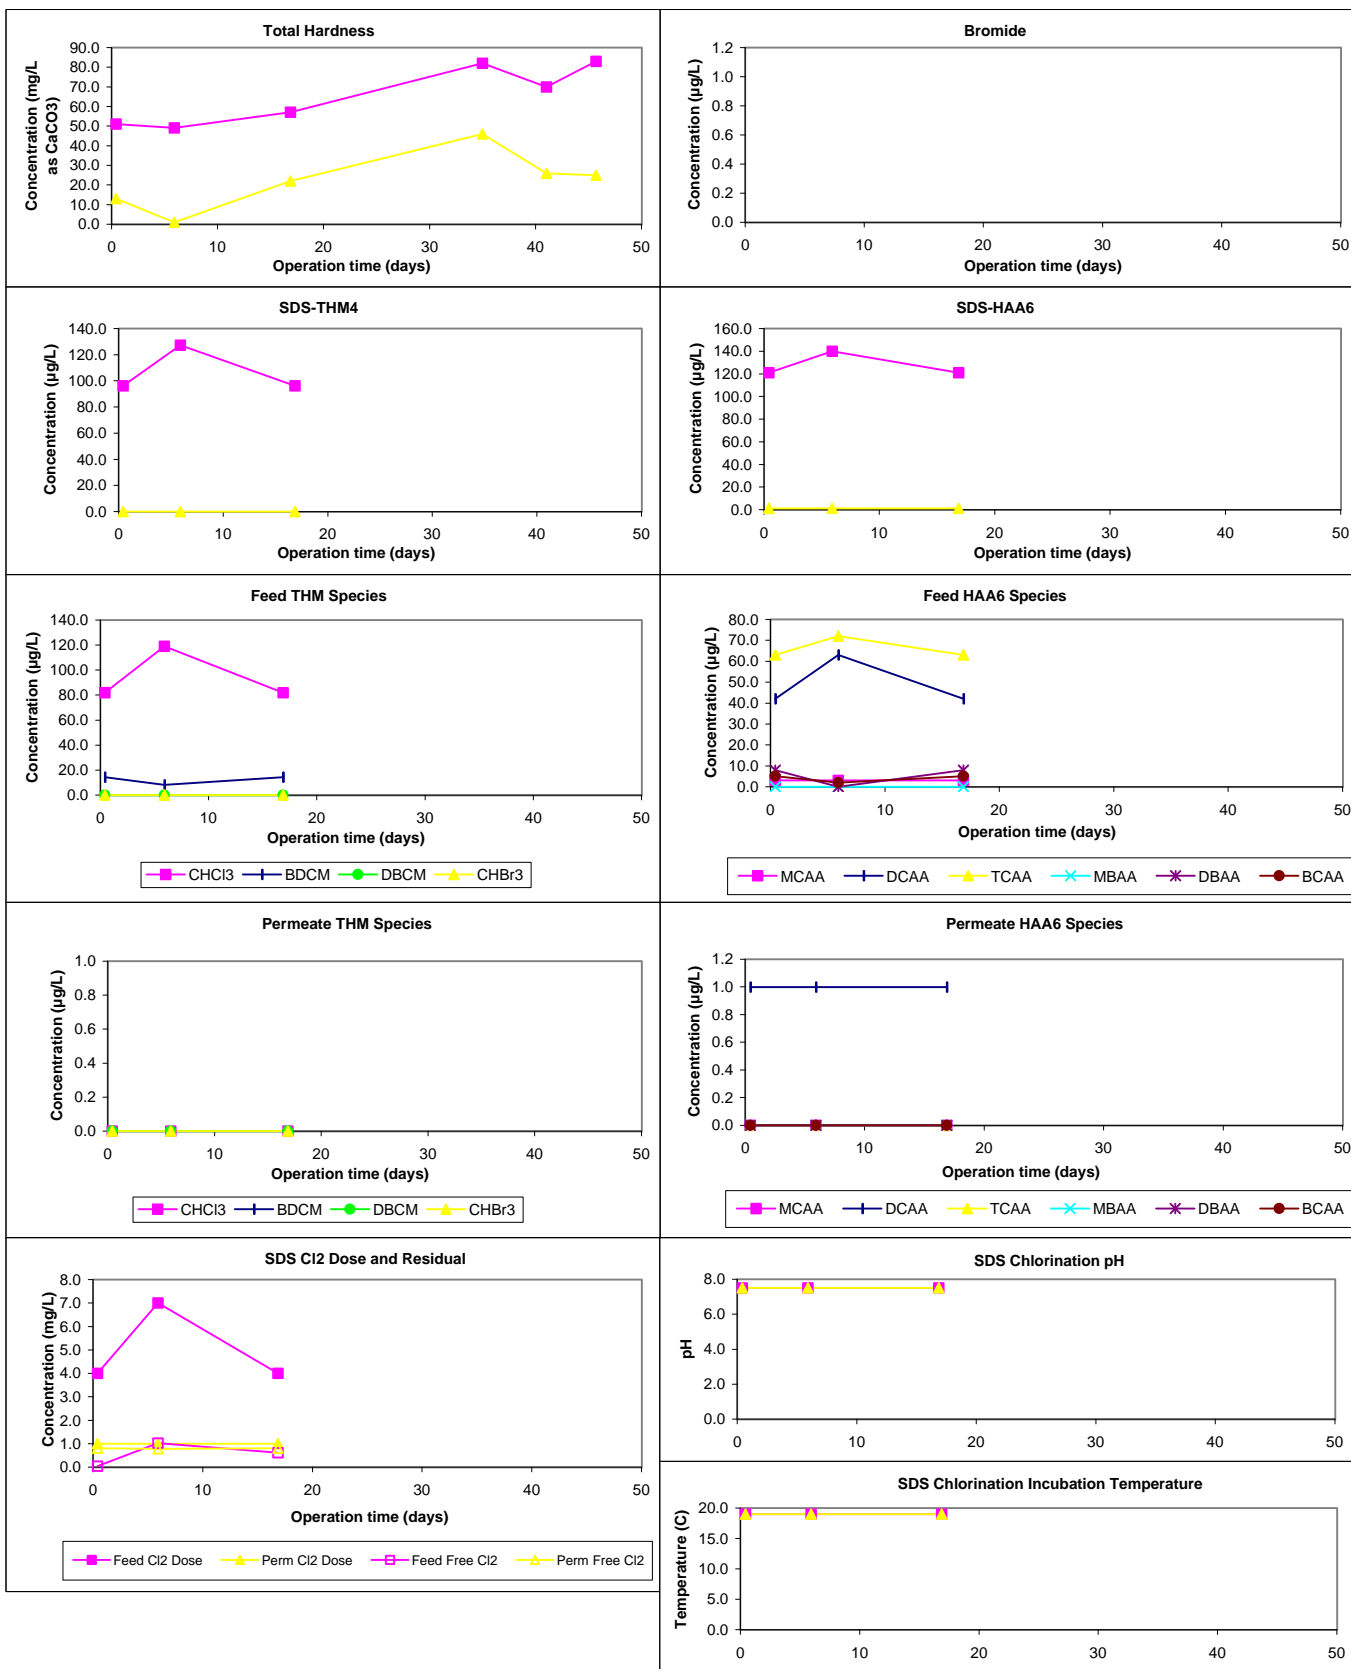 Total Hardness
Concentration (mg/L
as CaCO3)
90.0
80.0
70.0
60.0
50.0
40.0
30.0
20.0
10.0
0.0
0 10 20 30 40 50
Operation time (days)
Bromide
Concentration (µg/L)
1.2
1.0
0.8
0.6
0.4
0.2
0.0
0 10 20 30 40 50
Operation time (days)
SDS-THM4
Concentration (µg/L)
140.0
120.0
100.0
80.0
60.0
40.0
20.0
0.0
0 10 20 30 40 50
Operation time (days)
SDS-HAA6
Concentration (µg/L)
160.0
140.0
120.0
100.0
80.0
60.0
40.0
20.0
0.0
0 10 20 30 40 50
Operation time (days)
Feed THM Species
Concentration (µg/L)
140.0
120.0
100.0
80.0
60.0
40.0
20.0
0.0
0 10 20 30 40 50
Operation time (days)
CHCl3 BDCM DBCM CHBr3
Feed HAA6 Species
Concentration (µg/L)
80.0
70.0
60.0
50.0
40.0
30.0
20.0
10.0
0.0
0 10 20 30 40 50
Operation time (days)
MCAA DCAA TCAA MBAA DBAA BCAA
Permeate THM Species
Concentration (µg/L)
1.0
0.8
0.6
0.4
0.2
0.0
0 10 20 30 40 50
Operation time (days)
CHCl3 BDCM DBCM CHBr3
Permeate HAA6 Species
Concentration (µg/L)
1.2
1.0
0.8
0.6
0.4
0.2
0.0
0 10 20 30 40 50
Operation time (days)
MCAA DCAA TCAA MBAA DBAA BCAA
SDS Cl2 Dose and Residual
Concentration (mg/L)
8.0
7.0
6.0
5.0
4.0
3.0
2.0
1.0
0.0
0 10 20 30 40 50
Operation time (days)
Feed Cl2 Dose Perm Cl2 Dose Feed Free Cl2 Perm Free Cl2
SDS Chlorination pH
pH
8.0
6.0
4.0
2.0
0.0
0 10 20 30 40 50
SDS Chlorination Incubation Temperature
Temperature (C)
20.0
15.0
10.0
5.0
0.0
0 10 20 30 40 50